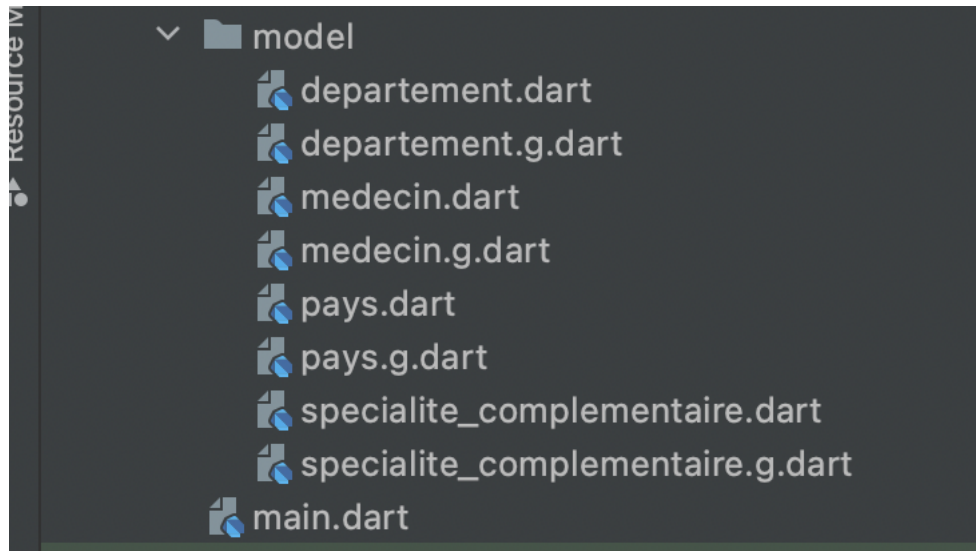 Resource M
model
departement.dart
departement.g.dart
medecin.dart
medecin.g.dart
pays.dart
pays.g.dart
specialite_complementaire.dart
specialite_complementaire.g.dart
main.dart